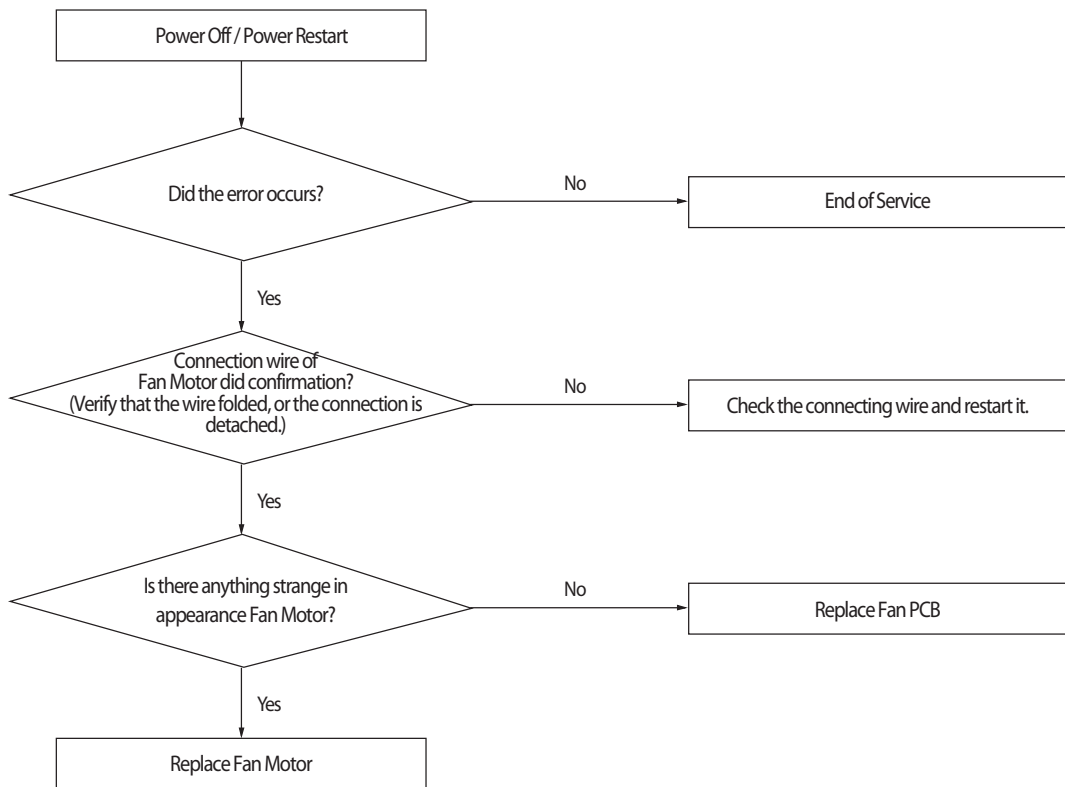 Power Off / Power Restart
Did the error occurs?
No
End of Service
Yes
Connection wire of
Fan Motor did confirmation?
(Verify that the wire folded, or the connection is
detached.)
No
Check the connecting wire and restart it.
Yes
Is there anything strange in
appearance Fan Motor?
No
Replace Fan PCB
Yes
Replace Fan Motor